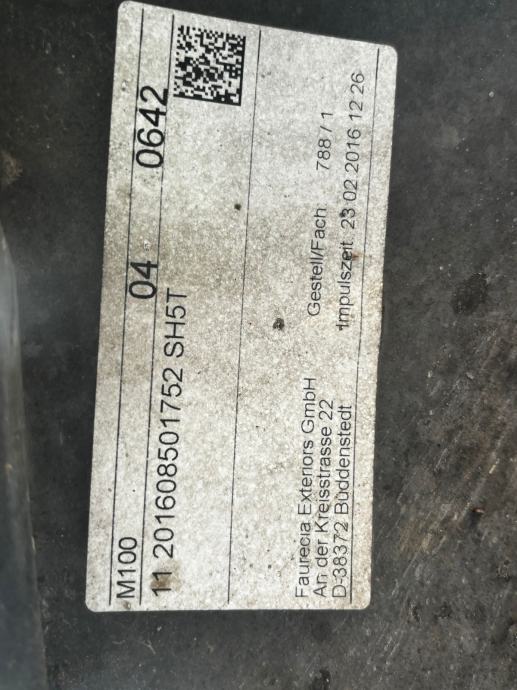 M100 04 0642
11 201608501752 SH5T
Faurecia Exteriors GmbH
An der Kreisstrasse 22 Gestell/Fach 788 / 1
D-38372 Büddenstedt Impulszeit: 23.02.2016 12:26